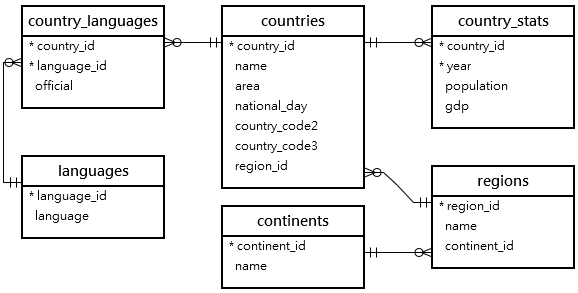 country_languages
* country_id
* language_id
official
countries
* country_id
name
area
national_day
country_code2
country_code3
region_id
country_stats
* country_id
* year
population
gdp
languages
* language_id
language
continents
* continent_id
name
regions
* region_id
name
continent_id